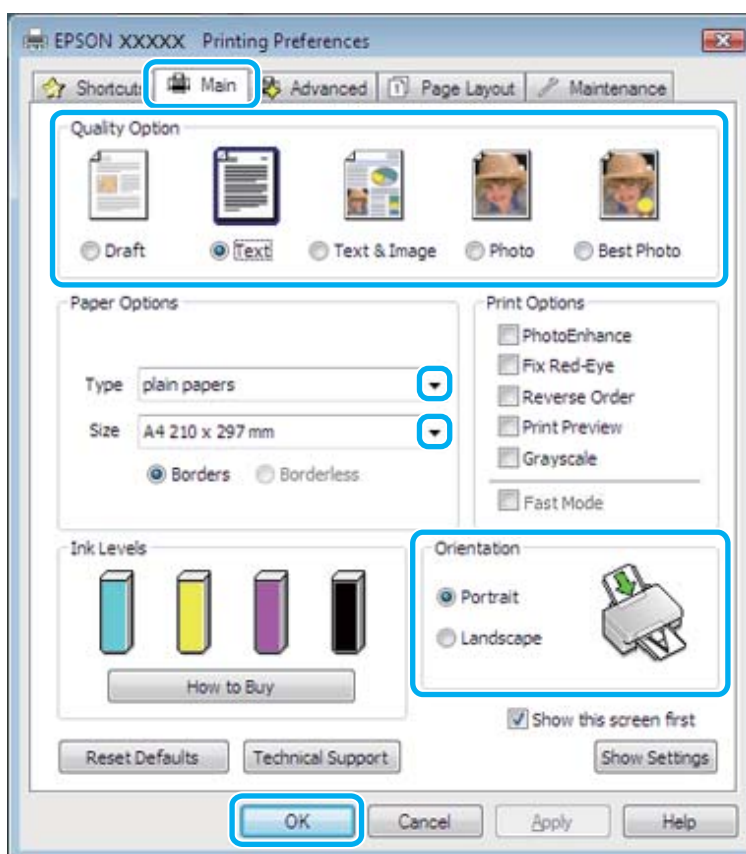 EPSON XXXXX Printing Preferences
Shortcuts Main Advanced Page Layout Maintenance
Quality Option
Draft Text Text & Image Photo Best Photo
Paper Options
Type plain papers
Size A4 210 x 297 mm
Borders Borderless
Print Options
PhotoEnhance
Fix Red-Eye
Reverse Order
Print Preview
Grayscale
Fast Mode
Ink Levels
How to Buy
Orientation
Portrait
Landscape
Show this screen first
Reset Defaults Technical Support Show Settings
OK Cancel Apply Help